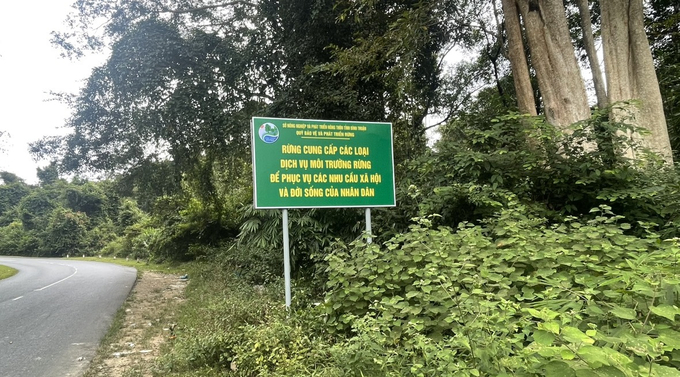 SỞ NÔNG NGHIỆP VÀ PHÁT TRIỂN NÔNG THÔN TỈNH BÌNH THUẬN
QUỸ BẢO VỆ VÀ PHÁT TRIỂN RỪNG
RỪNG CUNG CẤP CÁC LOẠI
DỊCH VỤ MÔI TRƯỜNG RỪNG
ĐỂ PHỤC VỤ CÁC NHU CẦU XÃ HỘI
VÀ ĐỜI SỐNG CỦA NHÂN DÂN